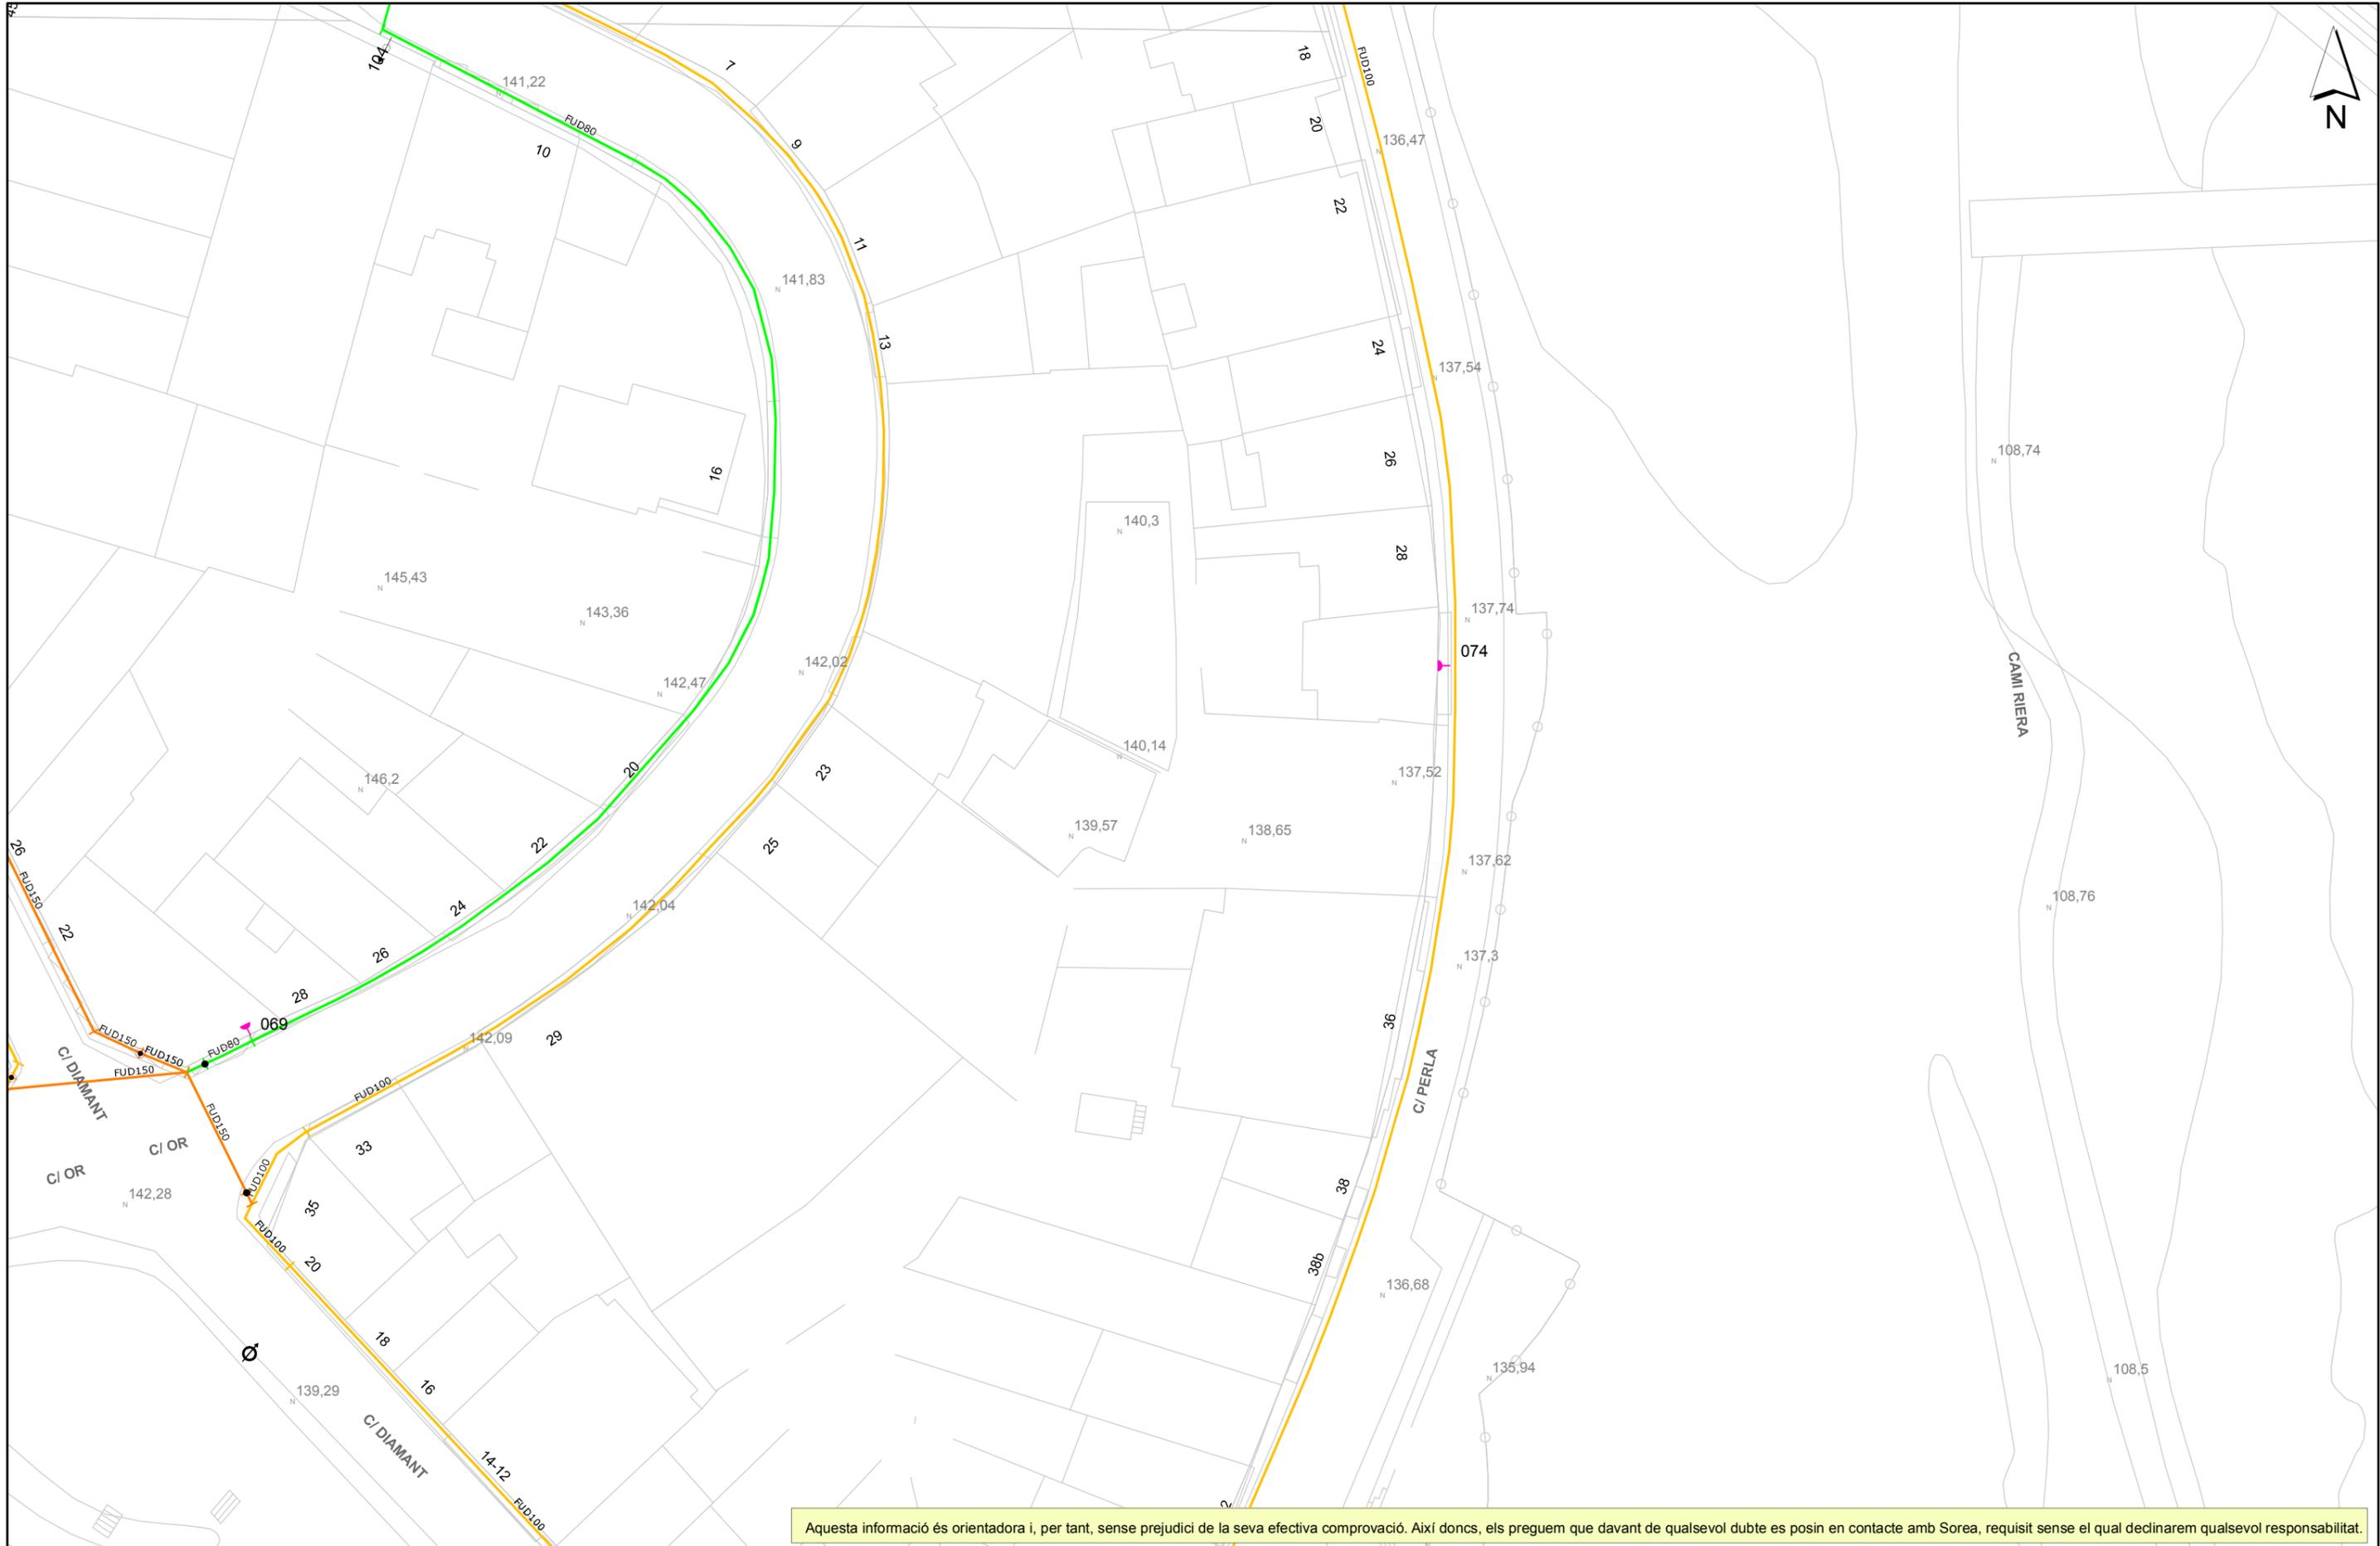 45
104
141,22
FUD80
10
7
9
11
141,83
13
18
FUD100
20
136,47
22
24
137,54
26
28
N
108,74
16
140,3
145,43
143,36
142,47
142,02
137,74
074
CAMI RIERA
146,2
20
23
140,14
137,52
22
25
139,57
138,65
24
142,04
137,62
26
FUD150
22
26
108,76
28
137,3
069
FUD150
FUD150
FUD80
29
142,09
36
C/ DIAMANT
FUD150
FUD150
FUD100
C/ PERLA
C/ OR
C/ OR
33
142,28
FUD100
35
38
FUD100
20
38b
136,68
18
139,29
16
135,94
108,5
C/ DIAMANT
14-12
FUD100
2
Aquesta informació és orientadora i, per tant, sense prejudici de la seva efectiva comprovació. Així doncs, els preguem que davant de qualsevol dubte es posin en contacte amb Sorea, requisit sense el qual declinarem qualsevol responsabilitat.